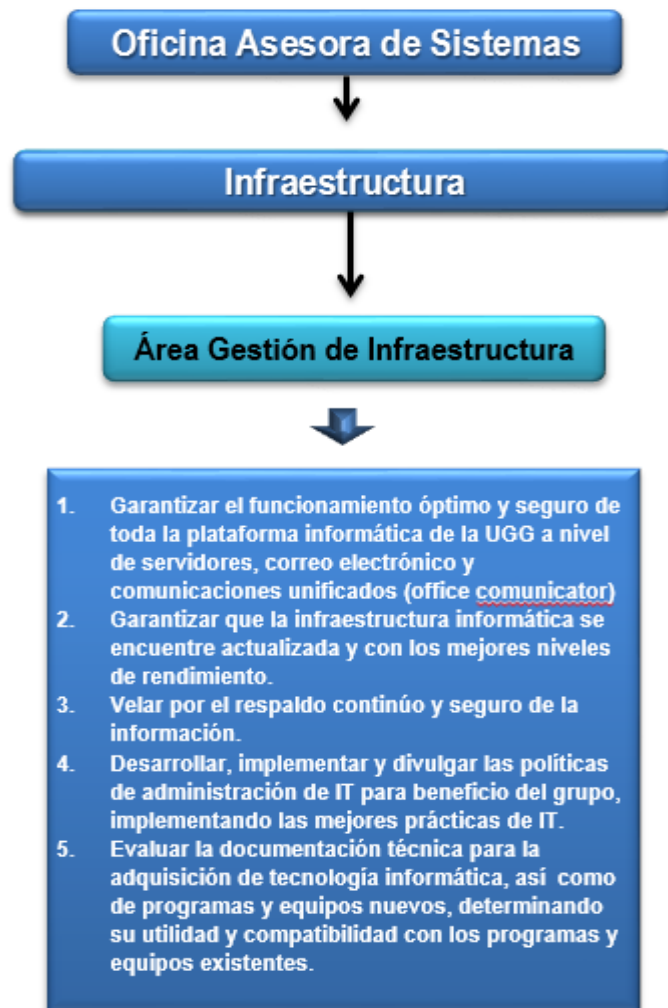 Oficina Asesora de Sistemas
Infraestructura
Área Gestión de Infraestructura
1. Garantizar el funcionamiento óptimo y seguro de
toda la plataforma informática de la UGG a nivel
de servidores, correo electrónico y
comunicaciones unificados (office comunicator)
2. Garantizar que la infraestructura informática se
encuentre actualizada y con los mejores niveles
de rendimiento.
3. Velar por el respaldo continúo y seguro de la
información.
4. Desarrollar, implementar y divulgar las políticas
de administración de IT para beneficio del grupo,
implementando las mejores prácticas de IT.
5. Evaluar la documentación técnica para la
adquisición de tecnología informática, así como
de programas y equipos nuevos, determinando
su utilidad y compatibilidad con los programas y
equipos existentes.